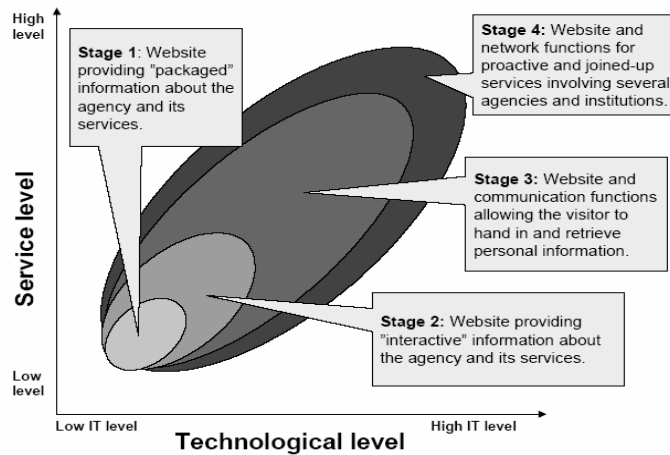 High
level
Stage 1: Website
providing "packaged"
information about the
agency and its
services.
Stage 4: Website and
network functions for
proactive and joined-up
services involving several
agencies and institutions.
Stage 3: Website and
communication functions
allowing the visitor to
hand in and retrieve
personal information.
Stage 2: Website providing
"interactive" information about
the agency and its services.
Service level
Low
level
Low IT level
High IT level
Technological level